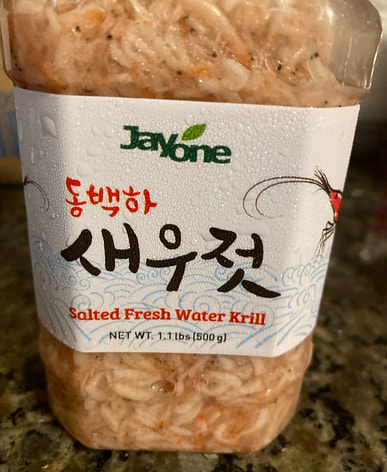 Jayone
동백하
새우젓
Salted Fresh Water Krill
NET WT. 1.1 lbs (500 g)